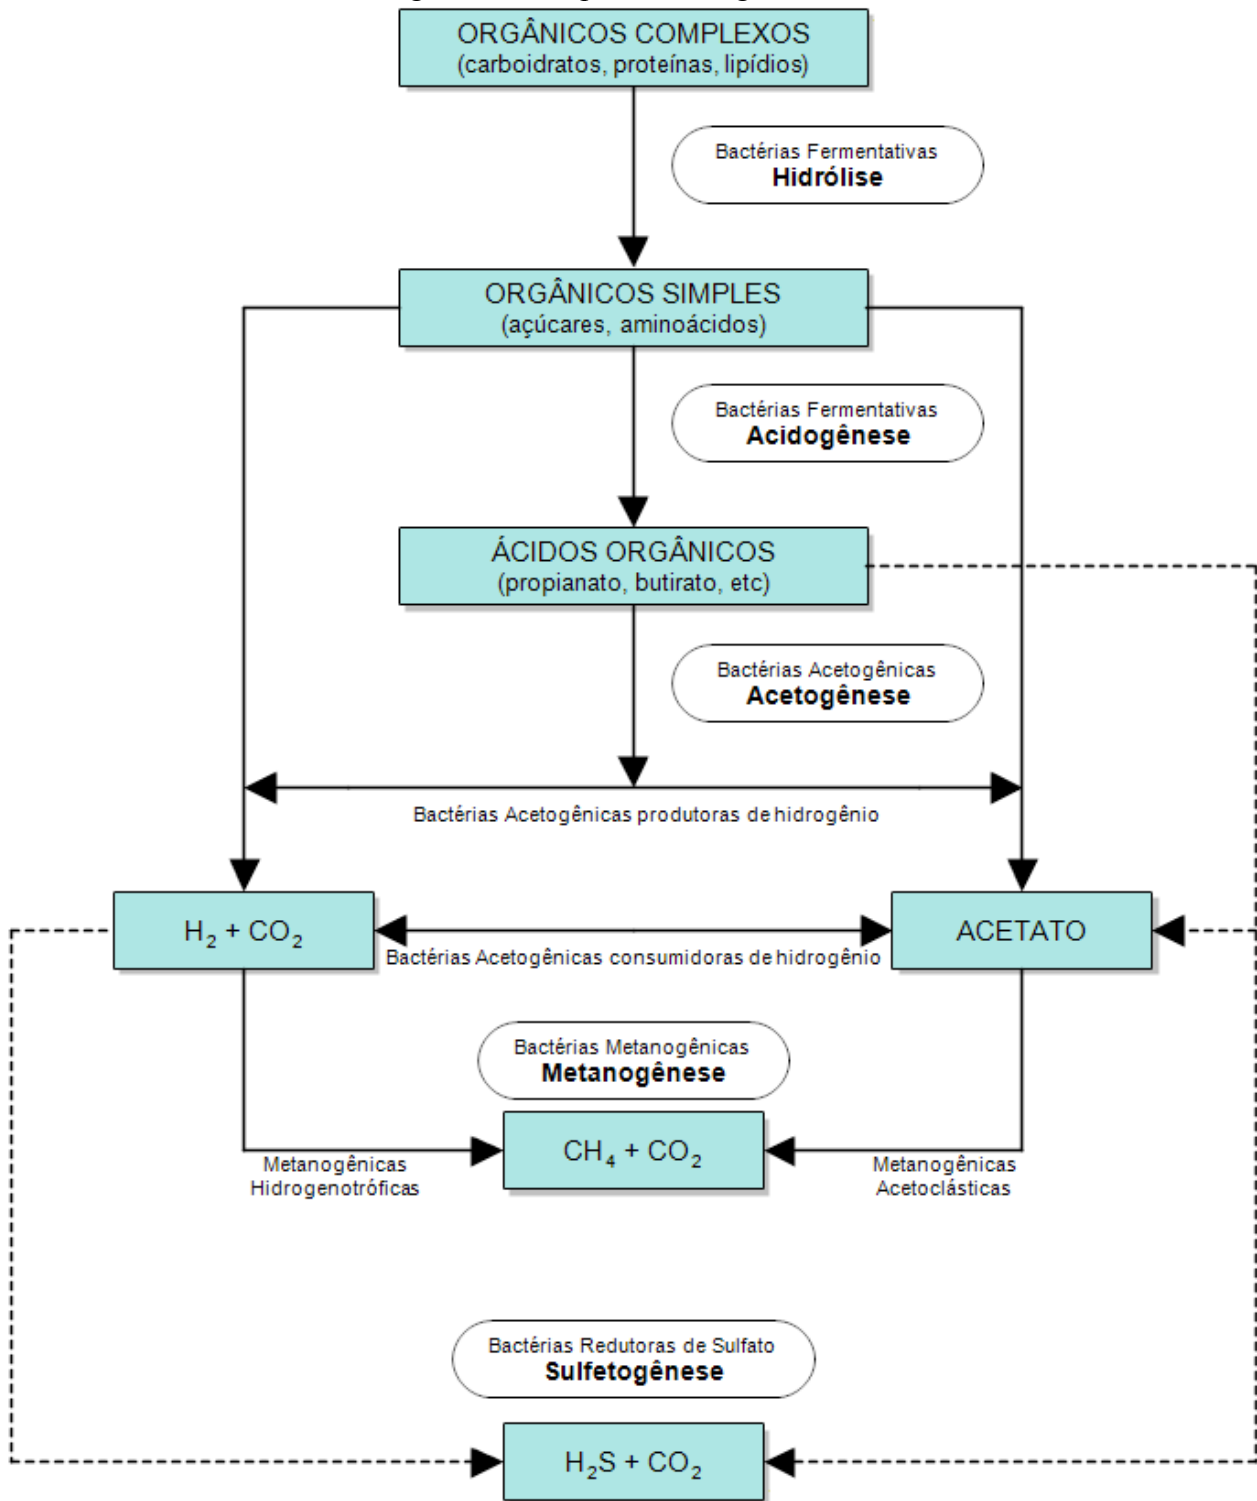 ORGÂNICOS COMPLEXOS
(carboidratos, proteínas, lipídios)
Bactérias Fermentativas
Hidrólise
ORGÂNICOS SIMPLES
(açúcares, aminoácidos)
Bactérias Fermentativas
Acidogênese
ÁCIDOS ORGÂNICOS
(propianato, butirato, etc)
Bactérias Acetogênicas
Acetogênese
Bactérias Acetogênicas produtoras de hidrogênio
H₂ + CO₂
ACETATO
Bactérias Acetogênicas consumidoras de hidrogênio
Bactérias Metanogênicas
Metanogênese
CH₄ + CO₂
Metanogênicas
Hidrogenotróficas
Metanogênicas
Acetoclásticas
Bactérias Redutoras de Sulfato
Sulfetogênese
H₂S + CO₂